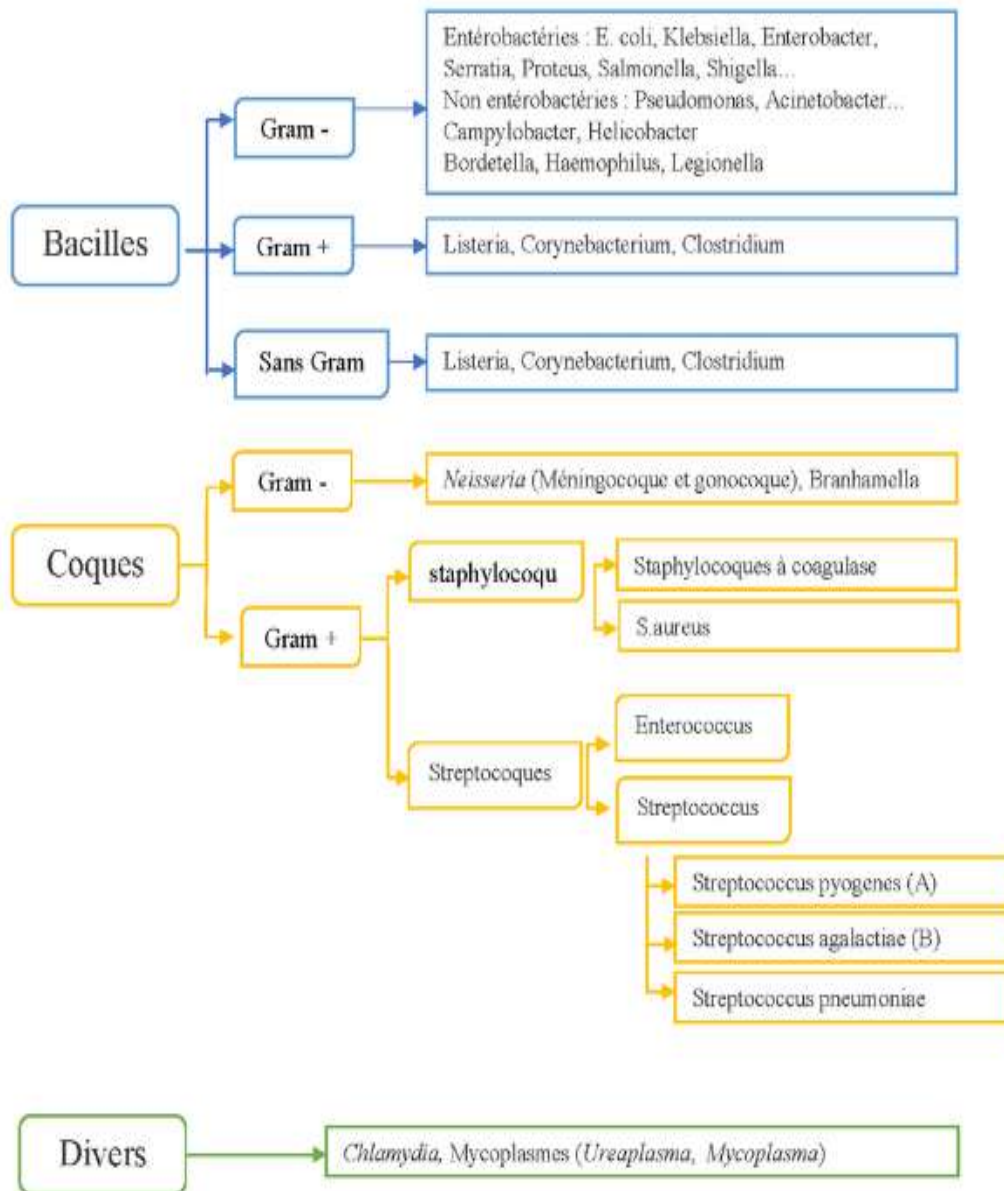 Bacilles
Gram -
Entérobactéries : E. coli, Klebsiella, Enterobacter,
Serratia, Proteus, Salmonella, Shigella...
Non entérobactéries : Pseudomonas, Acinetobacter...
Campylobacter, Helicobacter
Bordetella, Haemophilus, Legionella
Gram +
Listeria, Corynebacterium, Clostridium
Sans Gram
Listeria, Corynebacterium, Clostridium
Coques
Gram -
Neisseria (Méningocoque et gonocoque), Branhamella
Gram +
staphylocoqu
Staphylocoques à coagulase
S.aureus
Streptocoques
Enterococcus
Streptococcus
Streptococcus pyogenes (A)
Streptococcus agalactiae (B)
Streptococcus pneumoniae
Divers
Chlamydia, Mycoplasmes (Ureaplasma, Mycoplasma)